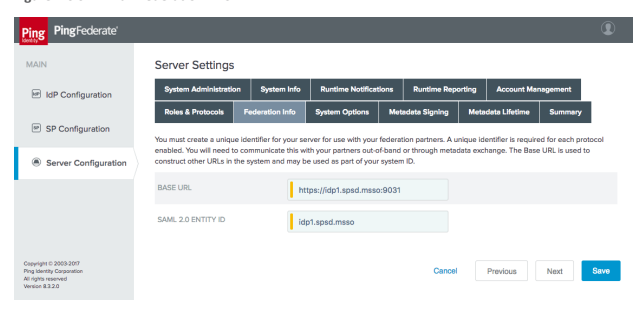 Ping
Identity
PingFederate®
MAIN
IdP Configuration
SP Configuration
Server Configuration
Server Settings
System Administration System Info Runtime Notifications Runtime Reporting Account Management
Roles & Protocols Federation Info System Options Metadata Signing Metadata Lifetime Summary
You must create a unique identifier for your server for use with your federation partners. A unique identifier is required for each protocol
enabled. You will need to communicate this with your partners out-of-band or through metadata exchange. The Base URL is used to
construct other URLs in the system and may be used as part of your system ID.
BASE URL https://idp1.spsd.msso:9031
SAML 2.0 ENTITY ID idp1.spsd.msso
Cancel Previous Next Save
Copyright © 2003-2017
Ping Identity Corporation
All rights reserved
Version 8.3.2.0